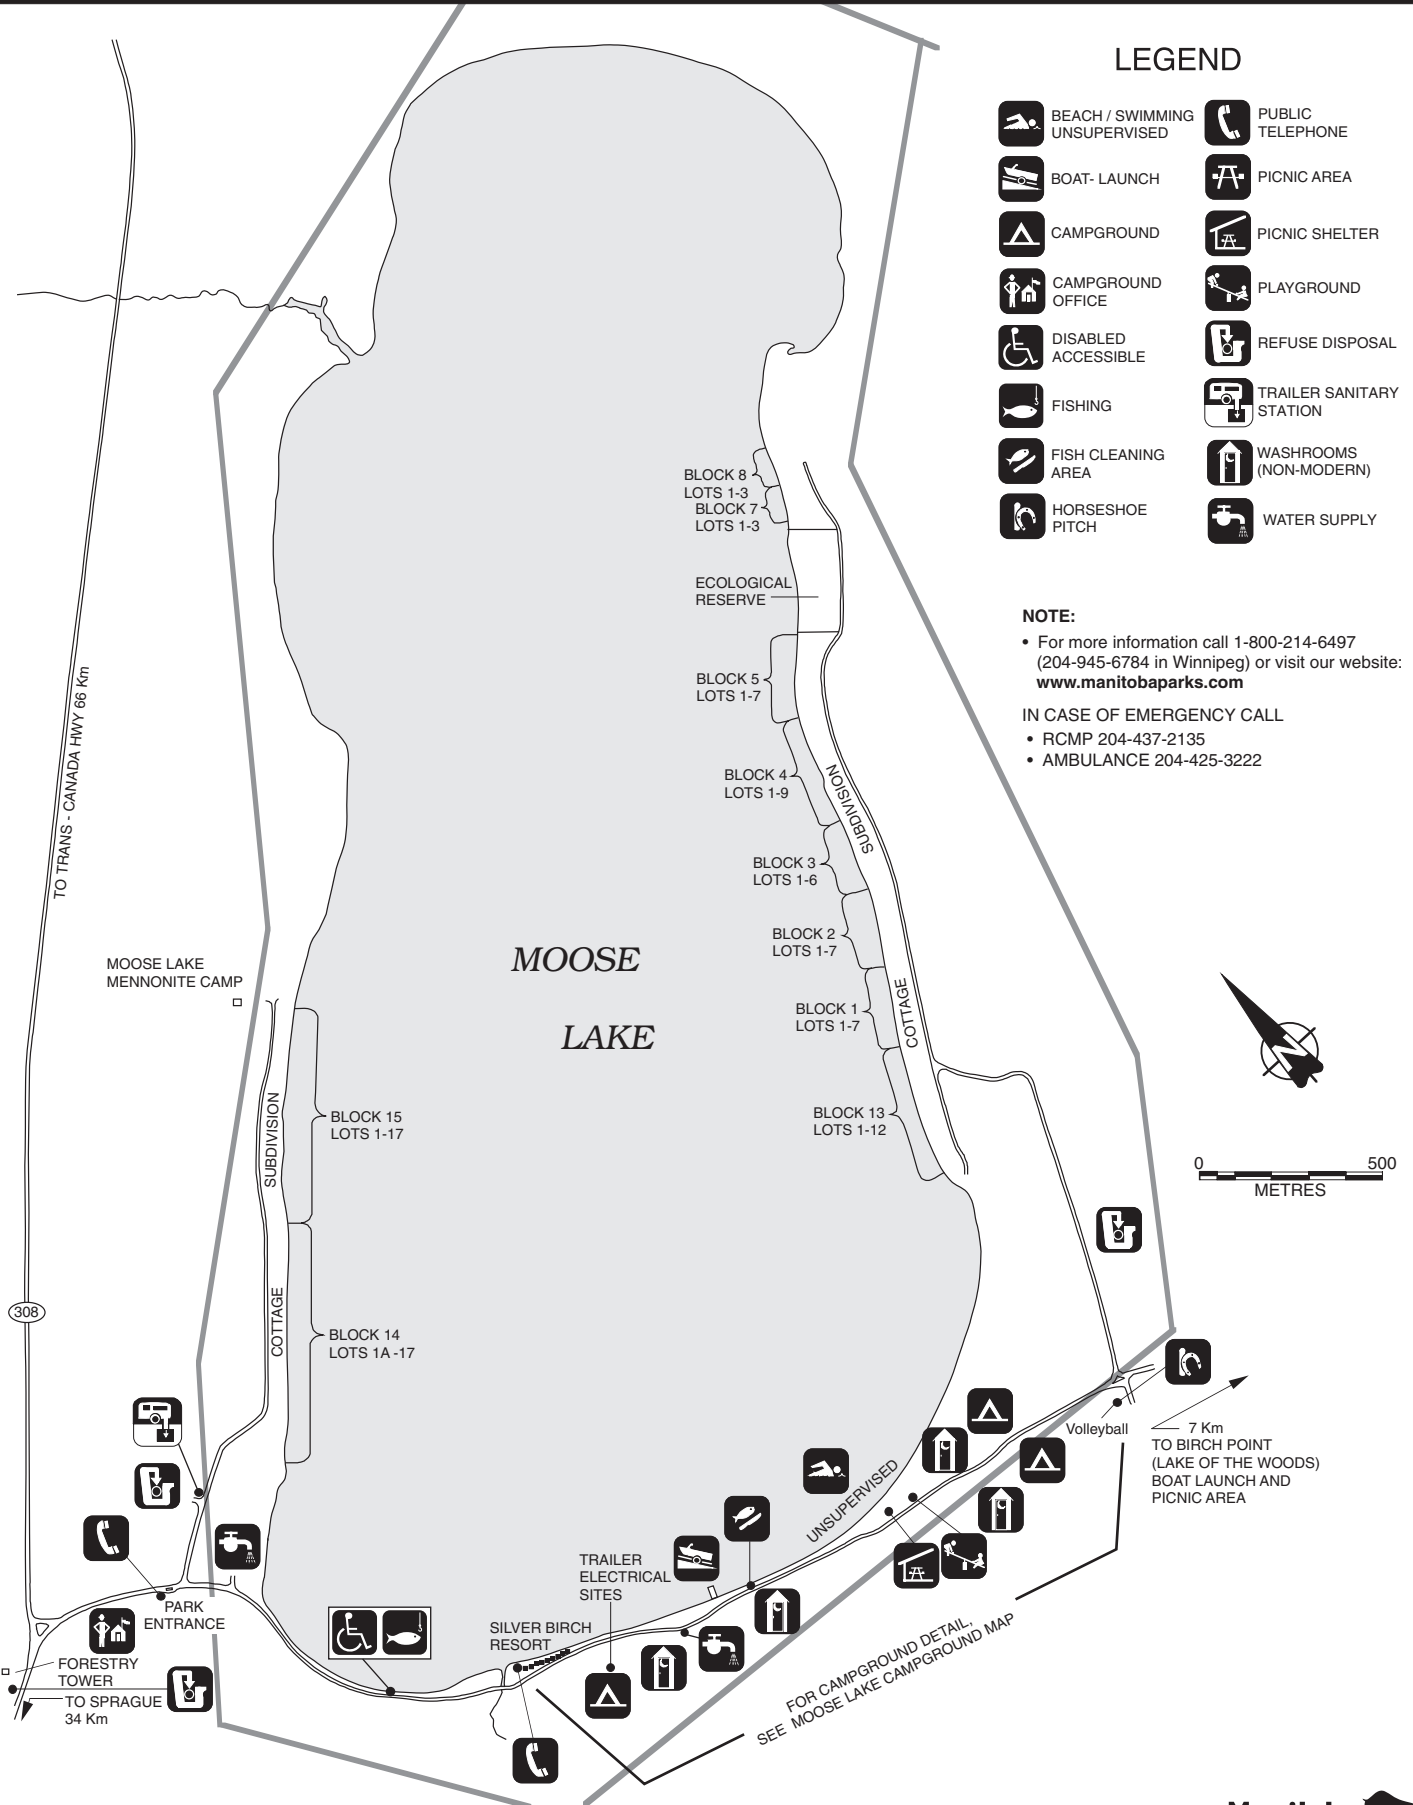 LEGEND
BEACH / SWIMMING
UNSUPERVISED
BOAT- LAUNCH
CAMPGROUND
CAMPGROUND
OFFICE
DISABLED
ACCESSIBLE
FISHING
FISH CLEANING
AREA
HORSESHOE
PITCH
PUBLIC
TELEPHONE
PICNIC AREA
PICNIC SHELTER
PLAYGROUND
REFUSE DISPOSAL
TRAILER SANITARY
STATION
WASHROOMS
(NON-MODERN)
WATER SUPPLY
NOTE:
• For more information call 1-800-214-6497
(204-945-6784 in Winnipeg) or visit our website:
www.manitobaparks.com
IN CASE OF EMERGENCY CALL
• RCMP 204-437-2135
• AMBULANCE 204-425-3222
BLOCK 8
LOTS 1-3
BLOCK 7
LOTS 1-3
ECOLOGICAL
RESERVE
BLOCK 5
LOTS 1-7
BLOCK 4
LOTS 1-9
SUBDIVISION
BLOCK 3
LOTS 1-6
BLOCK 2
LOTS 1-7
BLOCK 1
LOTS 1-7
COTTAGE
BLOCK 13
LOTS 1-12
TO TRANS - CANADA HWY 66 Km
MOOSE
LAKE
MOOSE LAKE
MENNONITE CAMP
SUBDIVISION
BLOCK 15
LOTS 1-17
COTTAGE
BLOCK 14
LOTS 1A -17
308
N
0 500
METRES
Volleyball
7 Km
TO BIRCH POINT
(LAKE OF THE WOODS)
BOAT LAUNCH AND
PICNIC AREA
UNSUPERVISED
TRAILER
ELECTRICAL
SITES
SILVER BIRCH
RESORT
PARK
ENTRANCE
FORESTRY
TOWER
TO SPRAGUE
34 Km
FOR CAMPGROUND DETAIL,
SEE MOOSE LAKE CAMPGROUND MAP